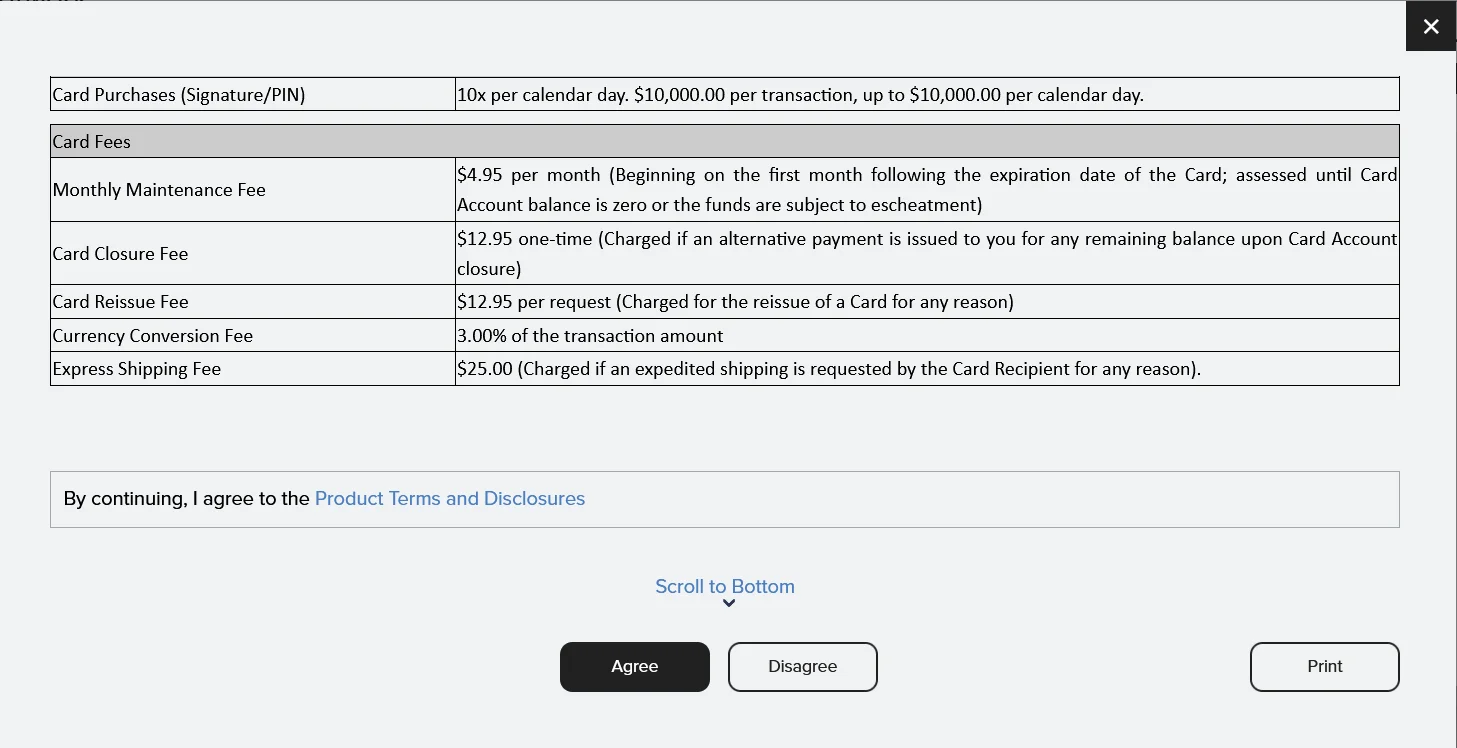 Card Purchases (Signature/PIN) 10x per calendar day. $10,000.00 per transaction, up to $10,000.00 per calendar day.
Card Fees
Monthly Maintenance Fee
$4.95 per month (Beginning on the first month following the expiration date of the Card; assessed until Card
Account balance is zero or the funds are subject to escheatment)
Card Closure Fee
$12.95 one-time (Charged if an alternative payment is issued to you for any remaining balance upon Card Account
closure)
Card Reissue Fee $12.95 per request (Charged for the reissue of a Card for any reason)
Currency Conversion Fee 3.00% of the transaction amount
Express Shipping Fee $25.00 (Charged if an expedited shipping is requested by the Card Recipient for any reason).
By continuing, I agree to the Product Terms and Disclosures
Scroll to Bottom
Agree Disagree Print